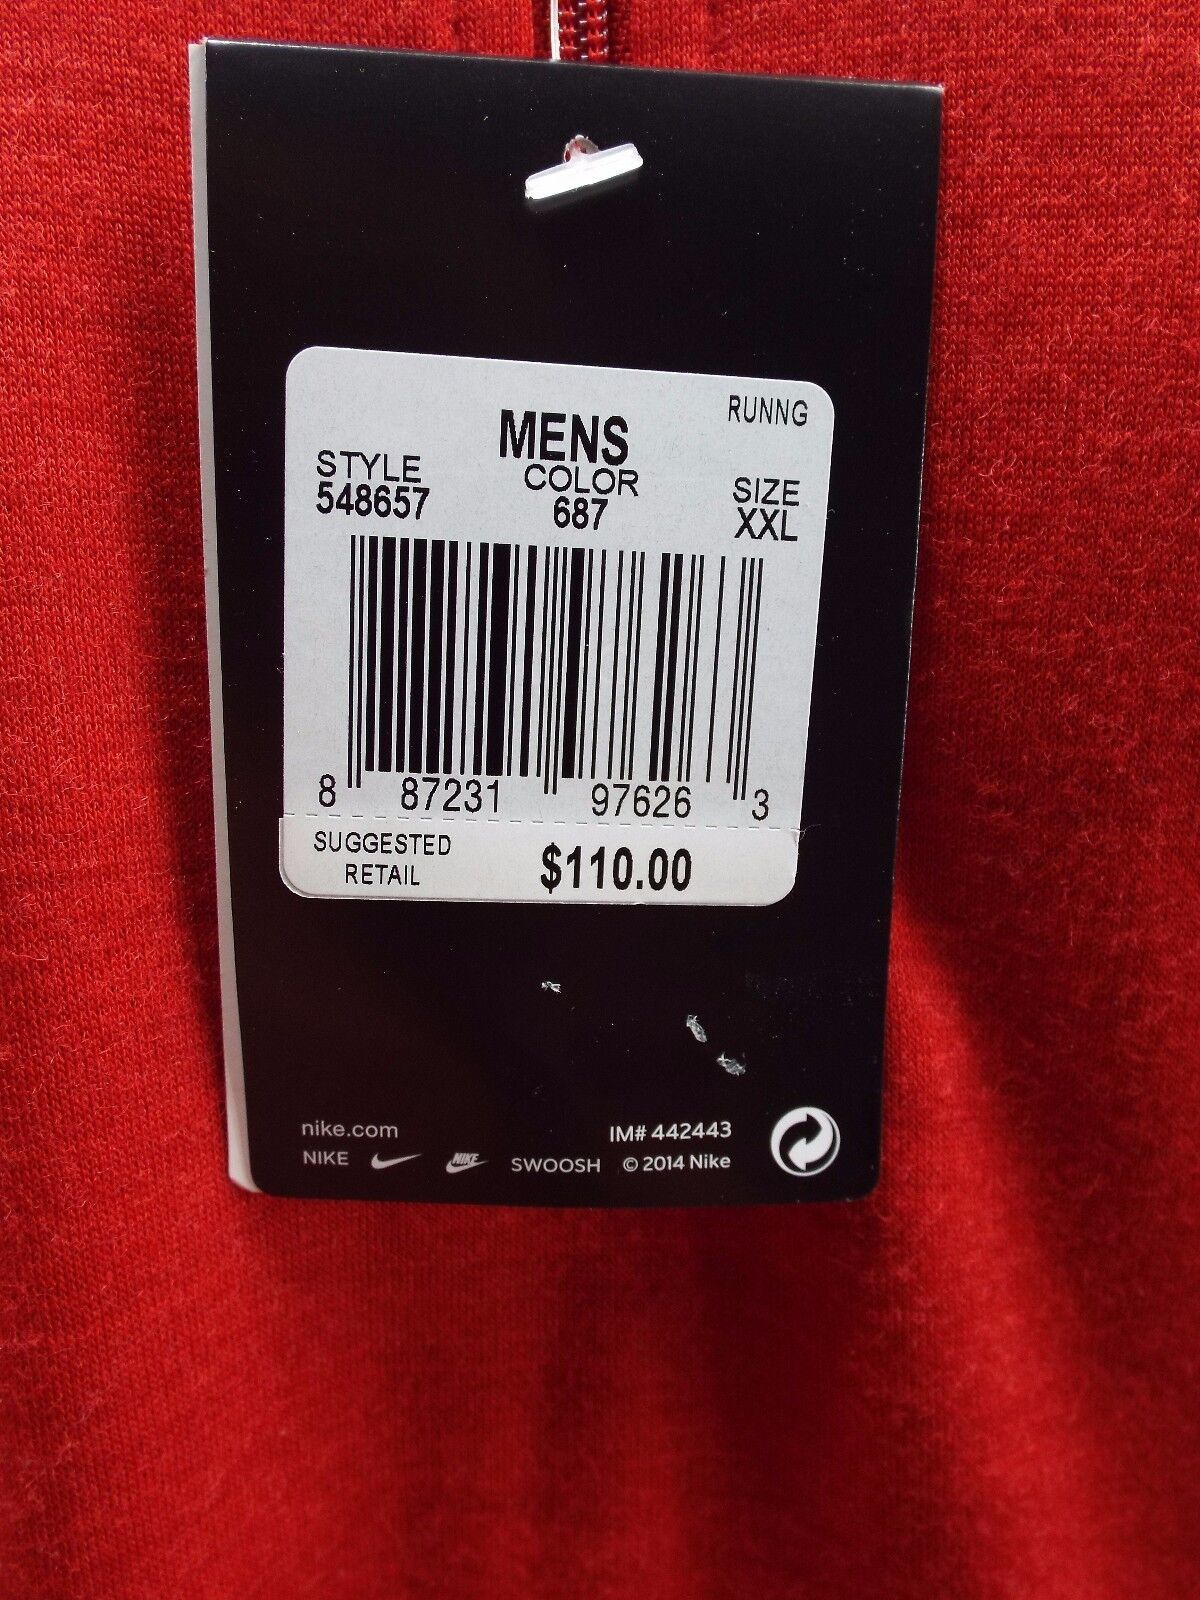 RUNNG
MENS
STYLE COLOR SIZE
548657 687 XXL
8 87231 97626 3
SUGGESTED RETAIL $110.00
nike.com IM# 442443
NIKE NIKE SWOOSH © 2014 Nike